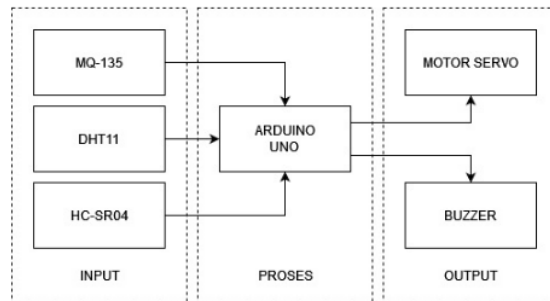 MQ-135
DHT11
HC-SR04
INPUT
ARDUINO
UNO
PROSES
MOTOR SERVO
BUZZER
OUTPUT